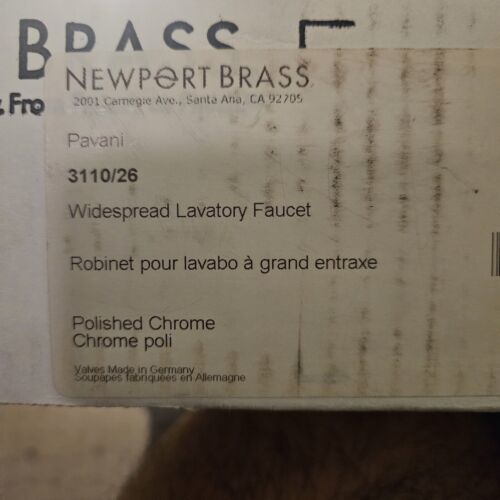 BRASS
Fro
NEWPORT BRASS
2001 Carnegie Ave., Santa Ana, CA 92705
Pavani
3110/26
Widespread Lavatory Faucet
Robinet pour lavabo à grand entraxe
Polished Chrome
Chrome poli
Valves Made in Germany
Soupapes fabriquées en Allemagne